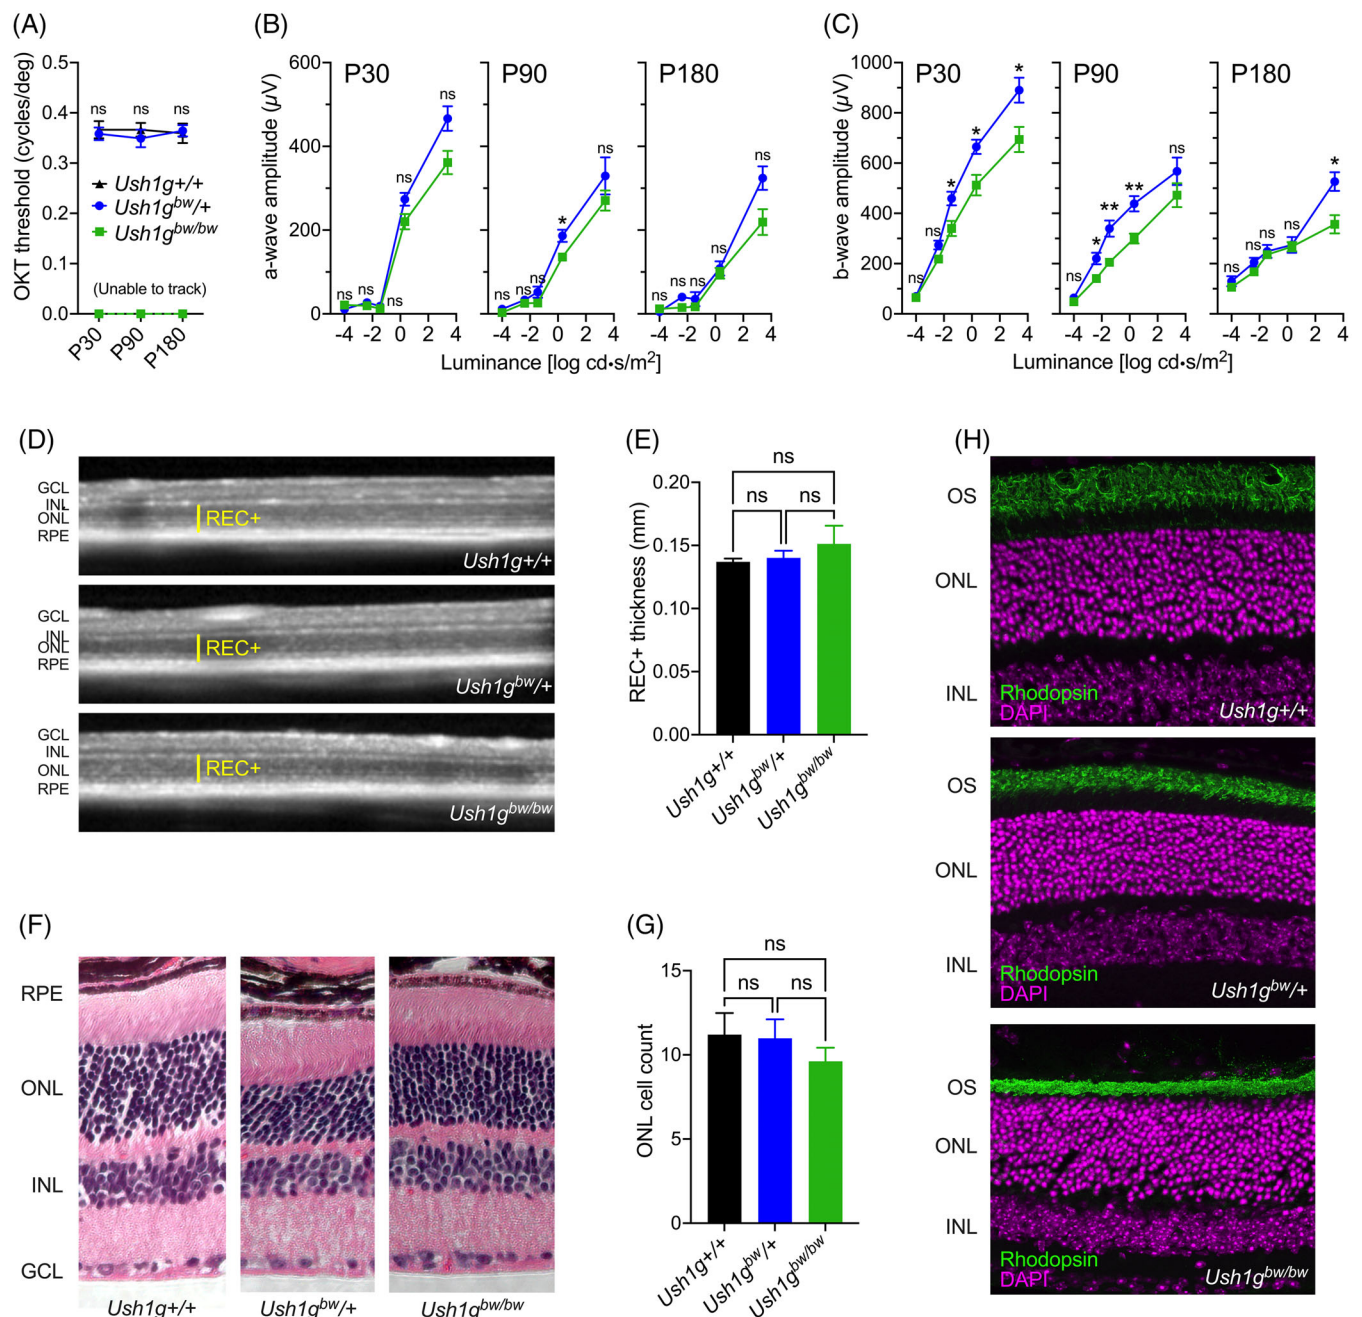 (A)
OKT threshold (cycles/deg)
0.5
0.4
0.3
0.2
0.1
0.0
ns
ns
ns
Ush1g+/+
Ush1gbw/+
Ush1gbw/bw
(Unable to track)
P30
P90
P180
(B)
a-wave amplitude (µV)
600
400
200
0
P30
ns
ns
ns
ns
ns
-4 -2 0 2 4
P90
ns
ns
ns
*
ns
-4 -2 0 2 4
P180
ns
ns
ns
ns
ns
-4 -2 0 2 4
Luminance [log cd•s/m2]
(C)
b-wave amplitude (µV)
1000
800
600
400
200
0
P30
ns
ns
*
*
*
-4 -2 0 2 4
P90
ns
*
**
**
ns
-4 -2 0 2 4
P180
ns
ns
ns
ns
*
-4 -2 0 2 4
Luminance [log cd•s/m2]
(D)
GCL
INL
ONL
RPE
REC+
Ush1g+/+
GCL
INL
ONL
RPE
REC+
Ush1gbw/+
GCL
INL
ONL
RPE
REC+
Ush1gbw/bw
(E)
REC+ thickness (mm)
0.20
0.15
0.10
0.05
0.00
ns
ns
ns
Ush1g+/+
Ush1gbw/+
Ush1gbw/bw
(F)
RPE
ONL
INL
GCL
Ush1g+/+
Ush1gbw/+
Ush1gbw/bw
(G)
ONL cell count
15
10
5
0
ns
ns
ns
Ush1g+/+
Ush1gbw/+
Ush1gbw/bw
(H)
OS
ONL
INL
Rhodopsin
DAPI
Ush1g+/+
OS
ONL
INL
Rhodopsin
DAPI
Ush1gbw/+
OS
ONL
INL
Rhodopsin
DAPI
Ush1gbw/bw